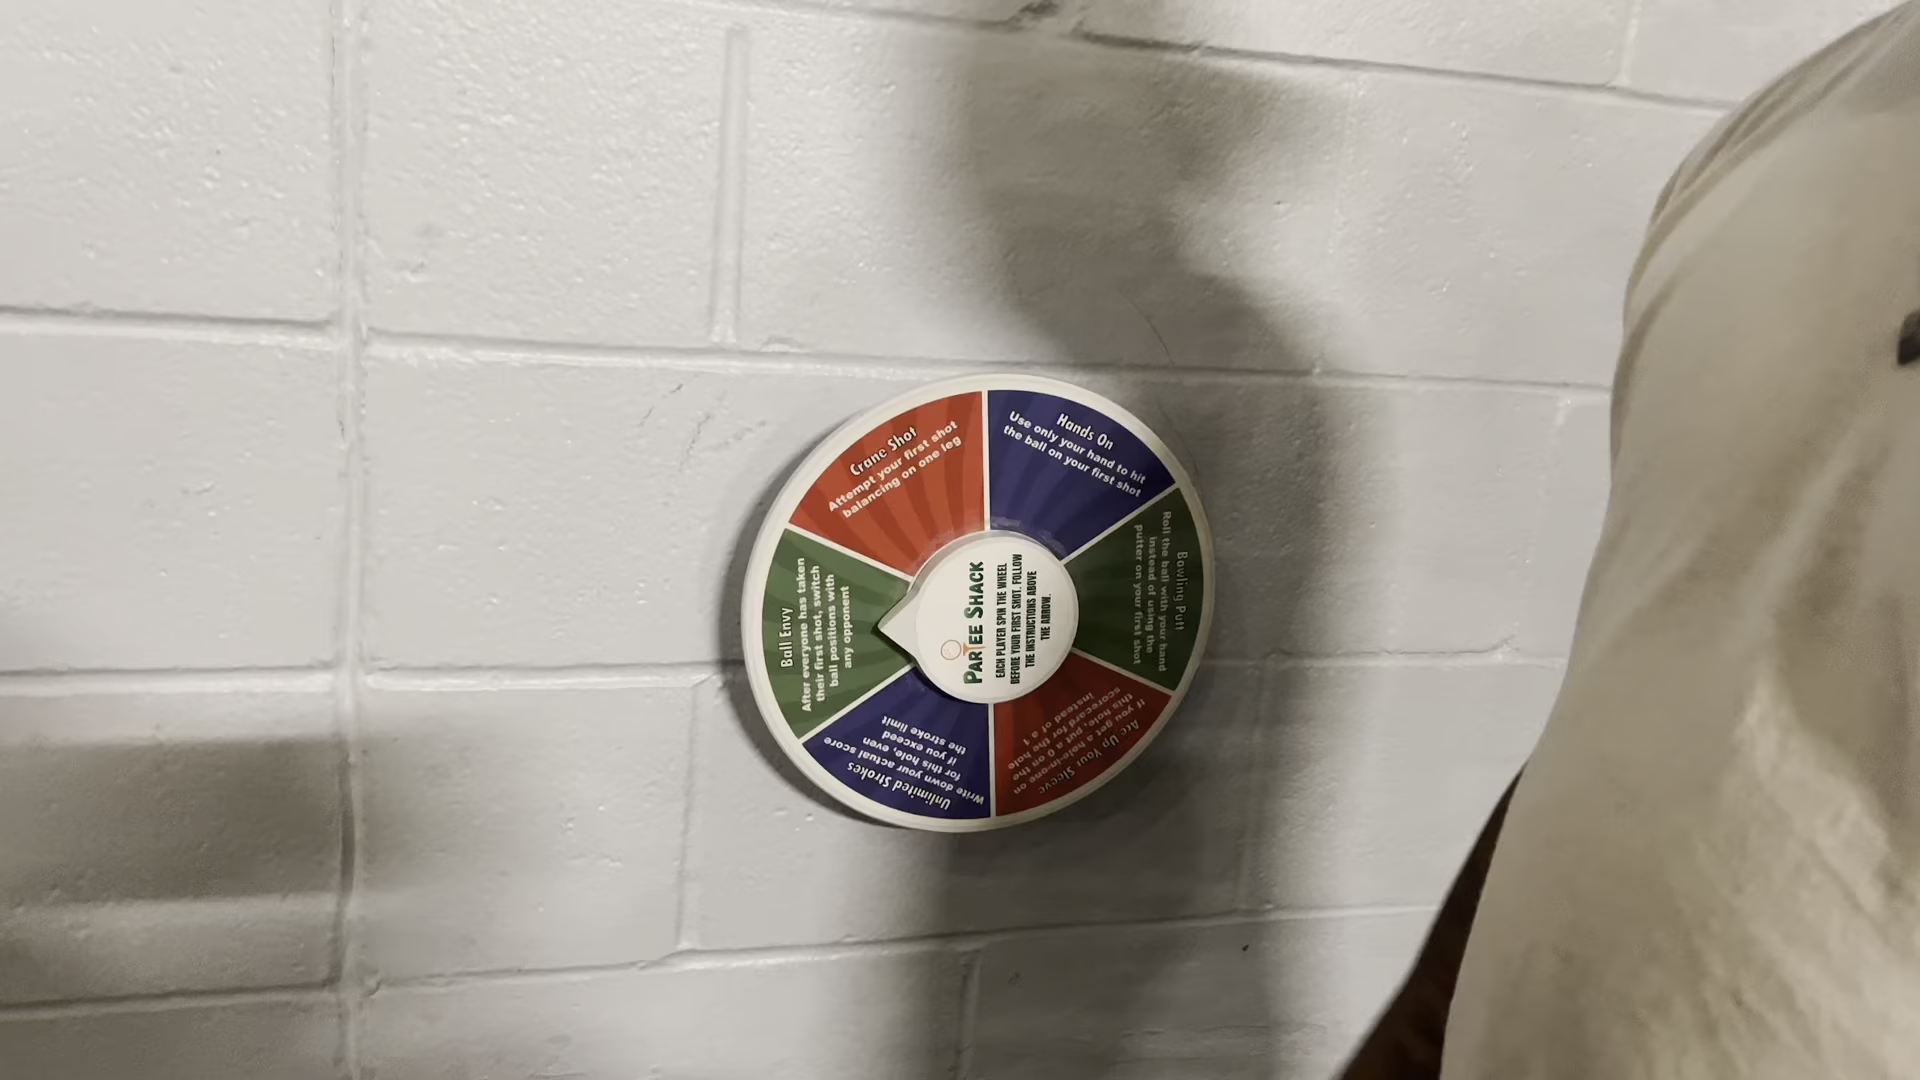 PARTEE SHACK
EACH PLAYER SPIN THE WHEEL
BEFORE YOUR FIRST SHOT. FOLLOW
THE INSTRUCTIONS ABOVE
THE ARROW.
Ball Envy
After everyone has taken
their first shot, switch
ball positions with
any opponent
Crane Shot
Attempt your first shot
balancing on one leg
Hands On
Use only your hand to hit
the ball on your first shot
Bowling Putt
Roll the ball with your hand
instead of using the
putter on your first shot
Ace Up Your Sleeve
If you get a hole-in-one on
this hole, put a 0 on the
scorecard for the hole
instead of a 1
Unlimited Strokes
Write down your actual score
for this hole, even
if you exceed
the stroke limit